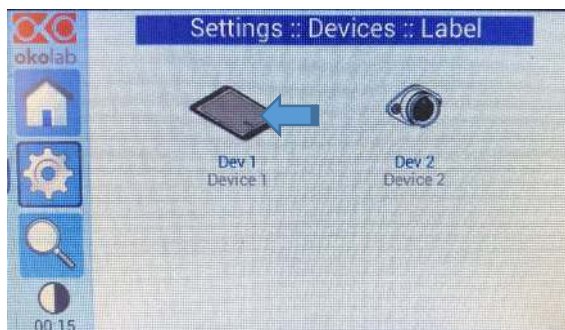 Settings :: Devices :: Label
okolab
Dev 1
Device 1
Dev 2
Device 2
00 15